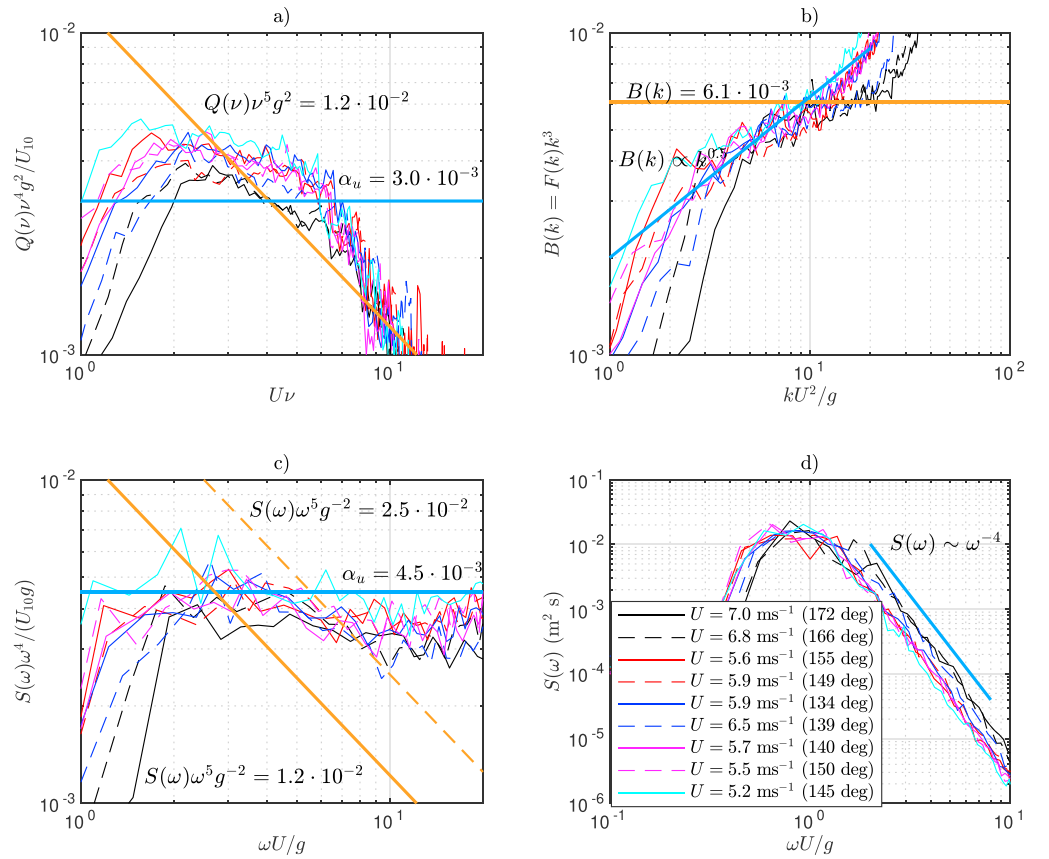 a)
10^-2
Q(ν)ν^5g^2 = 1.2 · 10^-2
α_u = 3.0 · 10^-3
Q(ν)ν^4g^2/U_10
10^-3
10^0
10^1
Uν
b)
10^-2
B(k) = 6.1 · 10^-3
B(k) ∝ k^0.5
B(k) = F(k)k^3
10^-3
10^0
10^1
10^2
kU^2/g
c)
10^-2
S(ω)ω^5g^-2 = 2.5 · 10^-2
α_u = 4.5 · 10^-3
S(ω)ω^4/(U_10g)
S(ω)ω^5g^-2 = 1.2 · 10^-2
10^-3
10^0
10^1
ωU/g
d)
10^-1
10^-2
10^-3
10^-4
10^-5
10^-6
S(ω) ∼ ω^-4
S(ω) (m^2 s)
U = 7.0 ms^-1 (172 deg)
U = 6.8 ms^-1 (166 deg)
U = 5.6 ms^-1 (155 deg)
U = 5.9 ms^-1 (149 deg)
U = 5.9 ms^-1 (134 deg)
U = 6.5 ms^-1 (139 deg)
U = 5.7 ms^-1 (140 deg)
U = 5.5 ms^-1 (150 deg)
U = 5.2 ms^-1 (145 deg)
10^-1
10^0
10^1
ωU/g